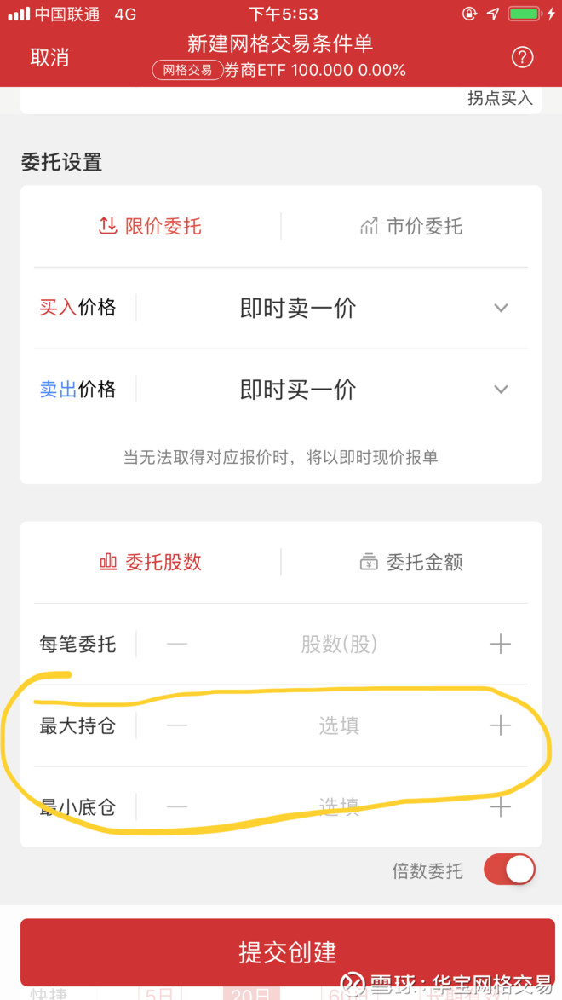 中国联通 4G 下午5:53
取消 新建网格交易条件单
网格交易 券商ETF 100.000 0.00%
拐点买入
委托设置
限价委托 市价委托
买入价格 即时卖一价
卖出价格 即时买一价
当无法取得对应报价时，将以即时现价报单
委托股数 委托金额
每笔委托 股数(股)
最大持仓 选填
最小底仓 选填
倍数委托
提交创建
快捷 5日 20日 60日
雪球：华宝网格交易